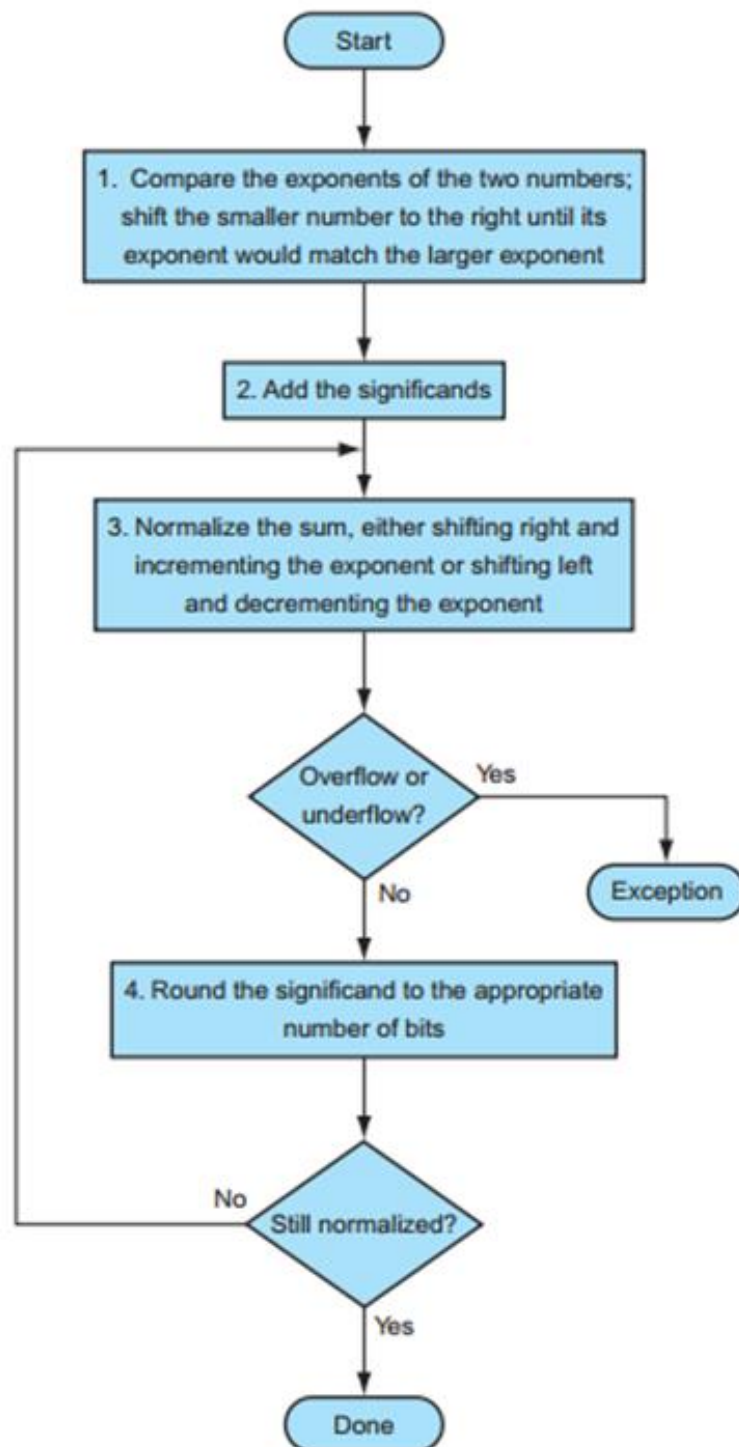 Start
1. Compare the exponents of the two numbers;
shift the smaller number to the right until its
exponent would match the larger exponent
2. Add the significands
3. Normalize the sum, either shifting right and
incrementing the exponent or shifting left
and decrementing the exponent
Overflow or
underflow?
Yes
No
Exception
4. Round the significand to the appropriate
number of bits
No
Still normalized?
Yes
Done